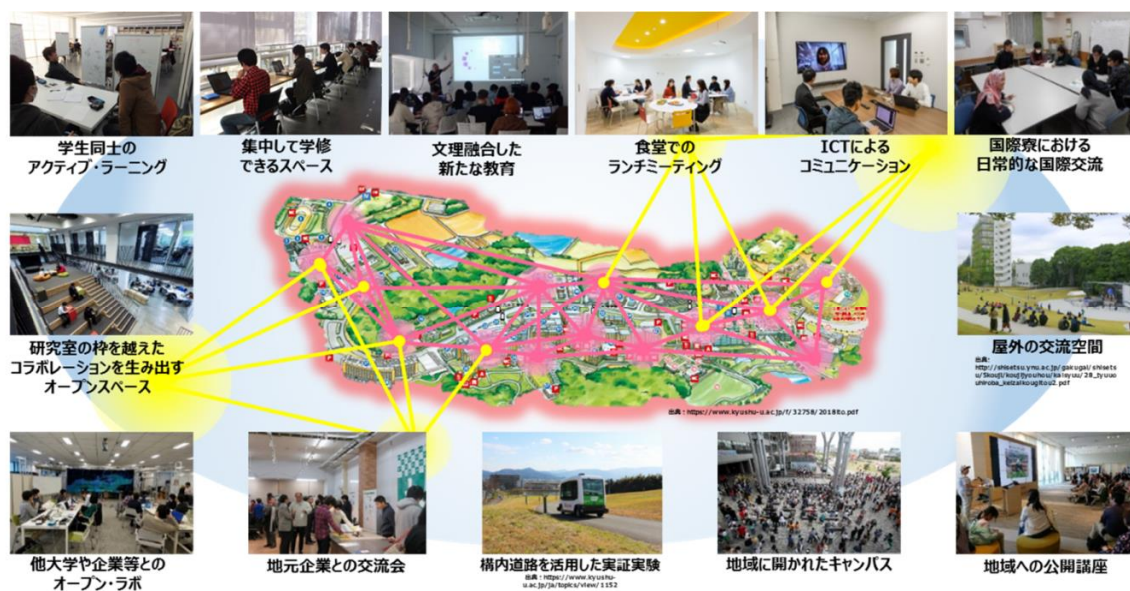 学生同士の
アクティブ・ラーニング
集中して学修
できるスペース
文理融合した
新たな教育
食堂での
ランチミーティング
ICTによる
コミュニケーション
国際寮における
日常的な国際交流
研究室の枠を越えた
コラボレーションを生み出す
オープンスペース
屋外の交流空間
出典：
http://shisetsu.ynu.ac.jp/gakugai/shisets
出典：https://www.kyushu-u.ac.jp/f/32758/2018ito.pdf
他大学や企業等との
オープン・ラボ
地元企業との交流会
構内道路を活用した実証実験
出典：https://www.kyushu-
u.ac.jp/ja/topics/view/1152
地域に開かれたキャンパス
地域への公開講座